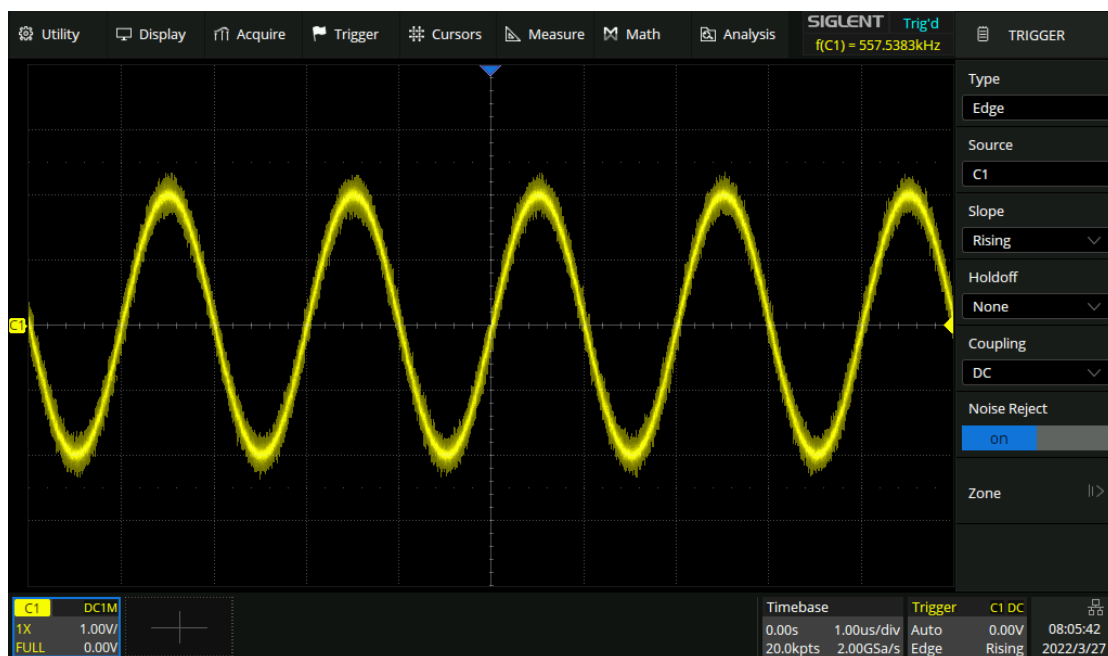 Utility Display Acquire Trigger Cursors Measure Math Analysis SIGLENT Trig'd
f(C1) = 557.5383kHz
TRIGGER
Type
Edge
Source
C1
Slope
Rising
Holdoff
None
Coupling
DC
Noise Reject
on
Zone
C1
C1 DC1M
1X 1.00V/
FULL 0.00V
Timebase
0.00s 1.00us/div
20.0kpts 2.00GSa/s
Trigger C1 DC
Auto 0.00V
Edge Rising
08:05:42
2022/3/27